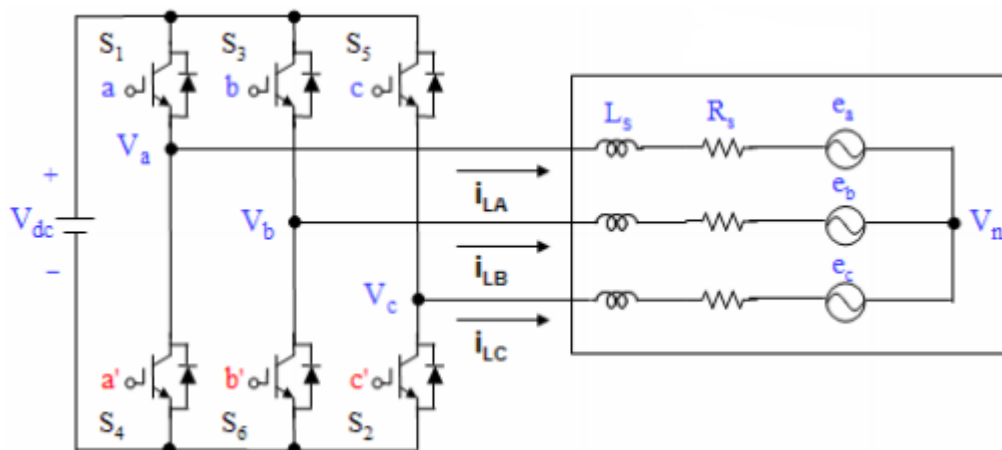 S1 S3 S5
a b c
Ls Rs ea
Va
+
iLA
eb
Vdc Vb Vn
−
iLB
ec
Vc
iLC
a' b' c'
S4 S6 S2